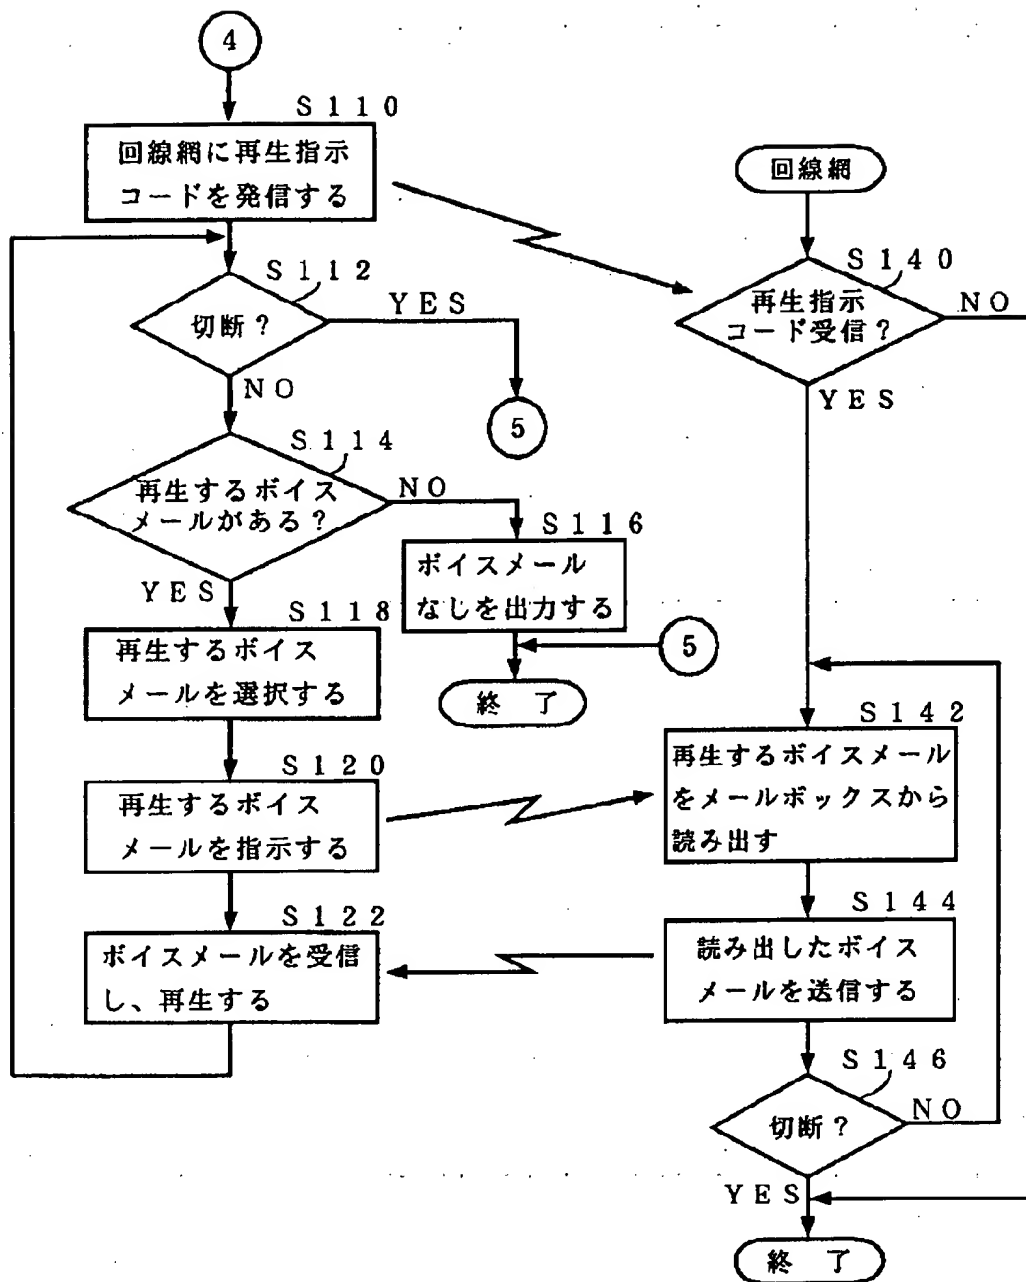 4
S110
回線網に再生指示
コードを発信する
S112
切断?
YES
NO
5
S114
再生するボイス
メールがある?
NO
YES
S116
ボイスメール
なしを出力する
5
終了
S118
再生するボイス
メールを選択する
S120
再生するボイス
メールを指示する
S122
ボイスメールを受信
し、再生する
回線網
S140
再生指示
コード受信?
NO
YES
S142
再生するボイスメール
をメールボックスから
読み出す
S144
読み出したボイス
メールを送信する
S146
切断?
NO
YES
終了